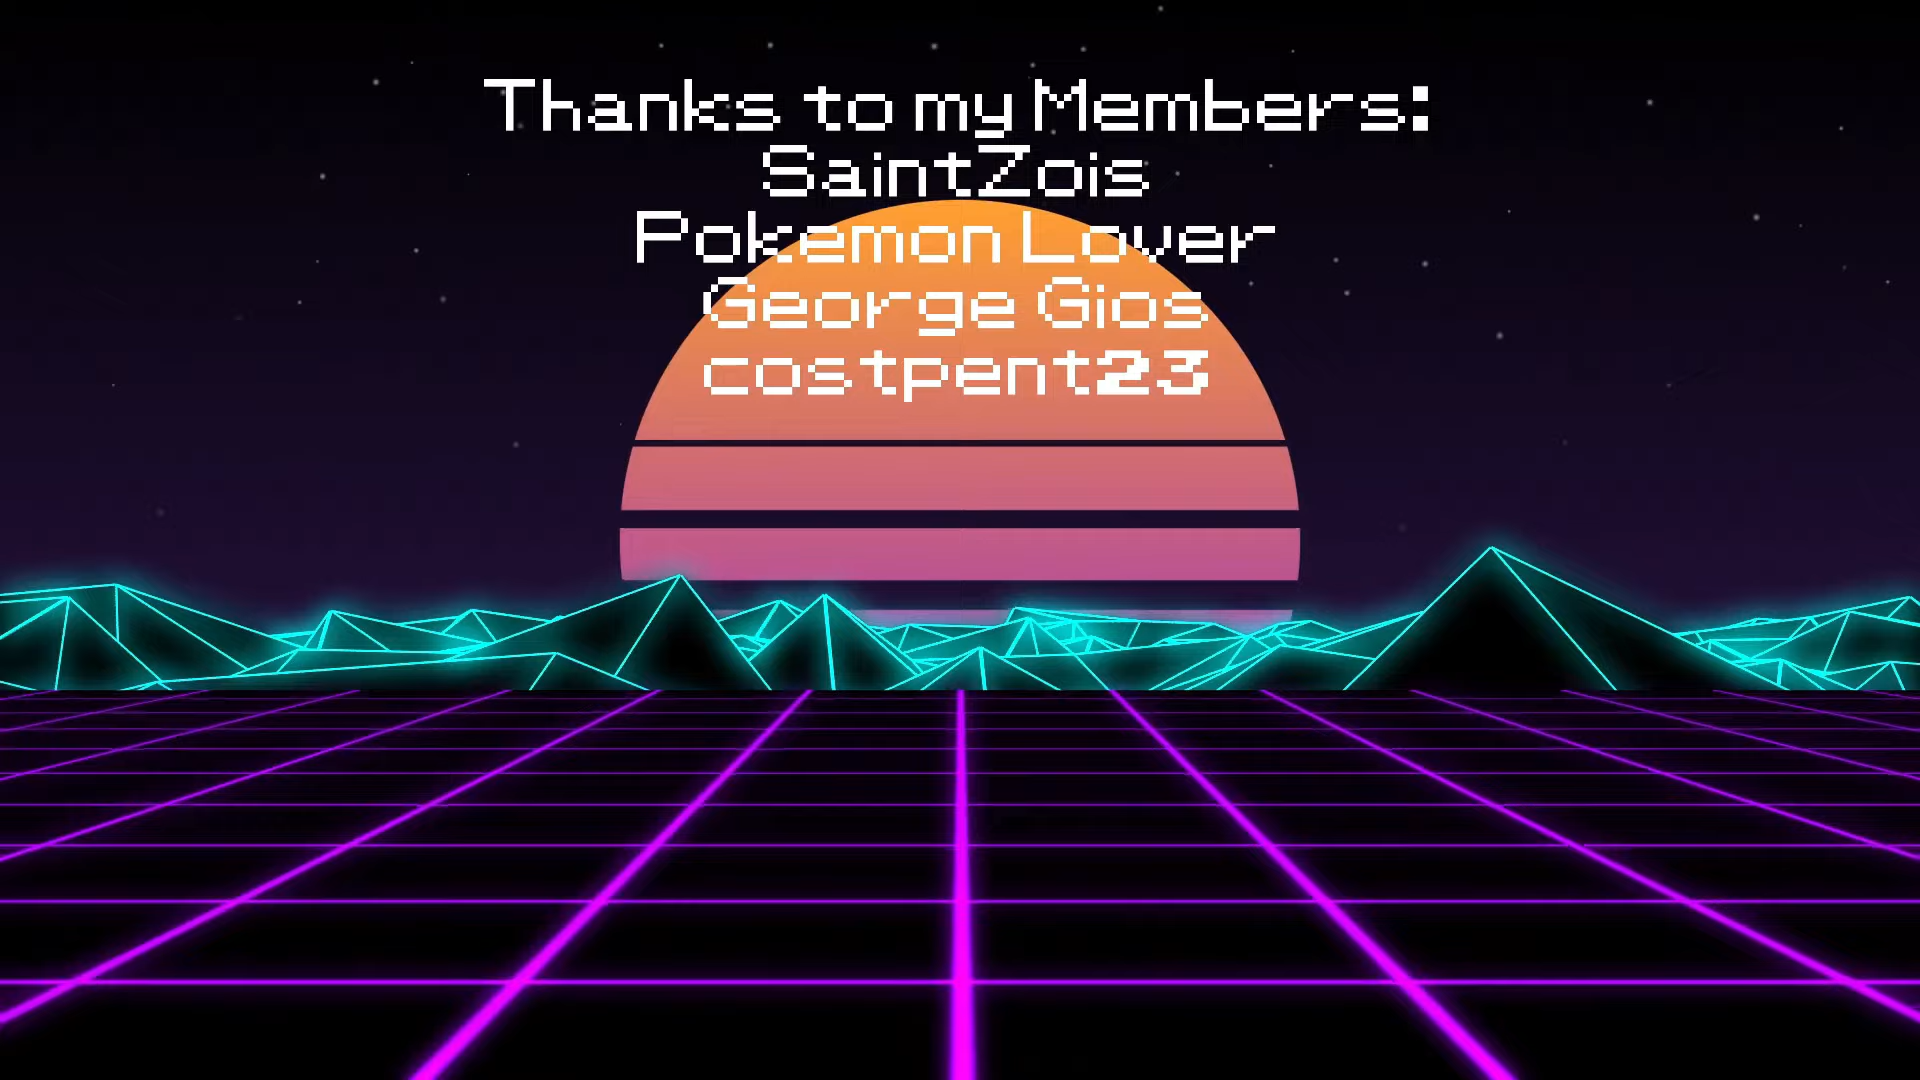 Thanks to my Members:
SaintZois
Pokemon Lover
George Gios
costpent23